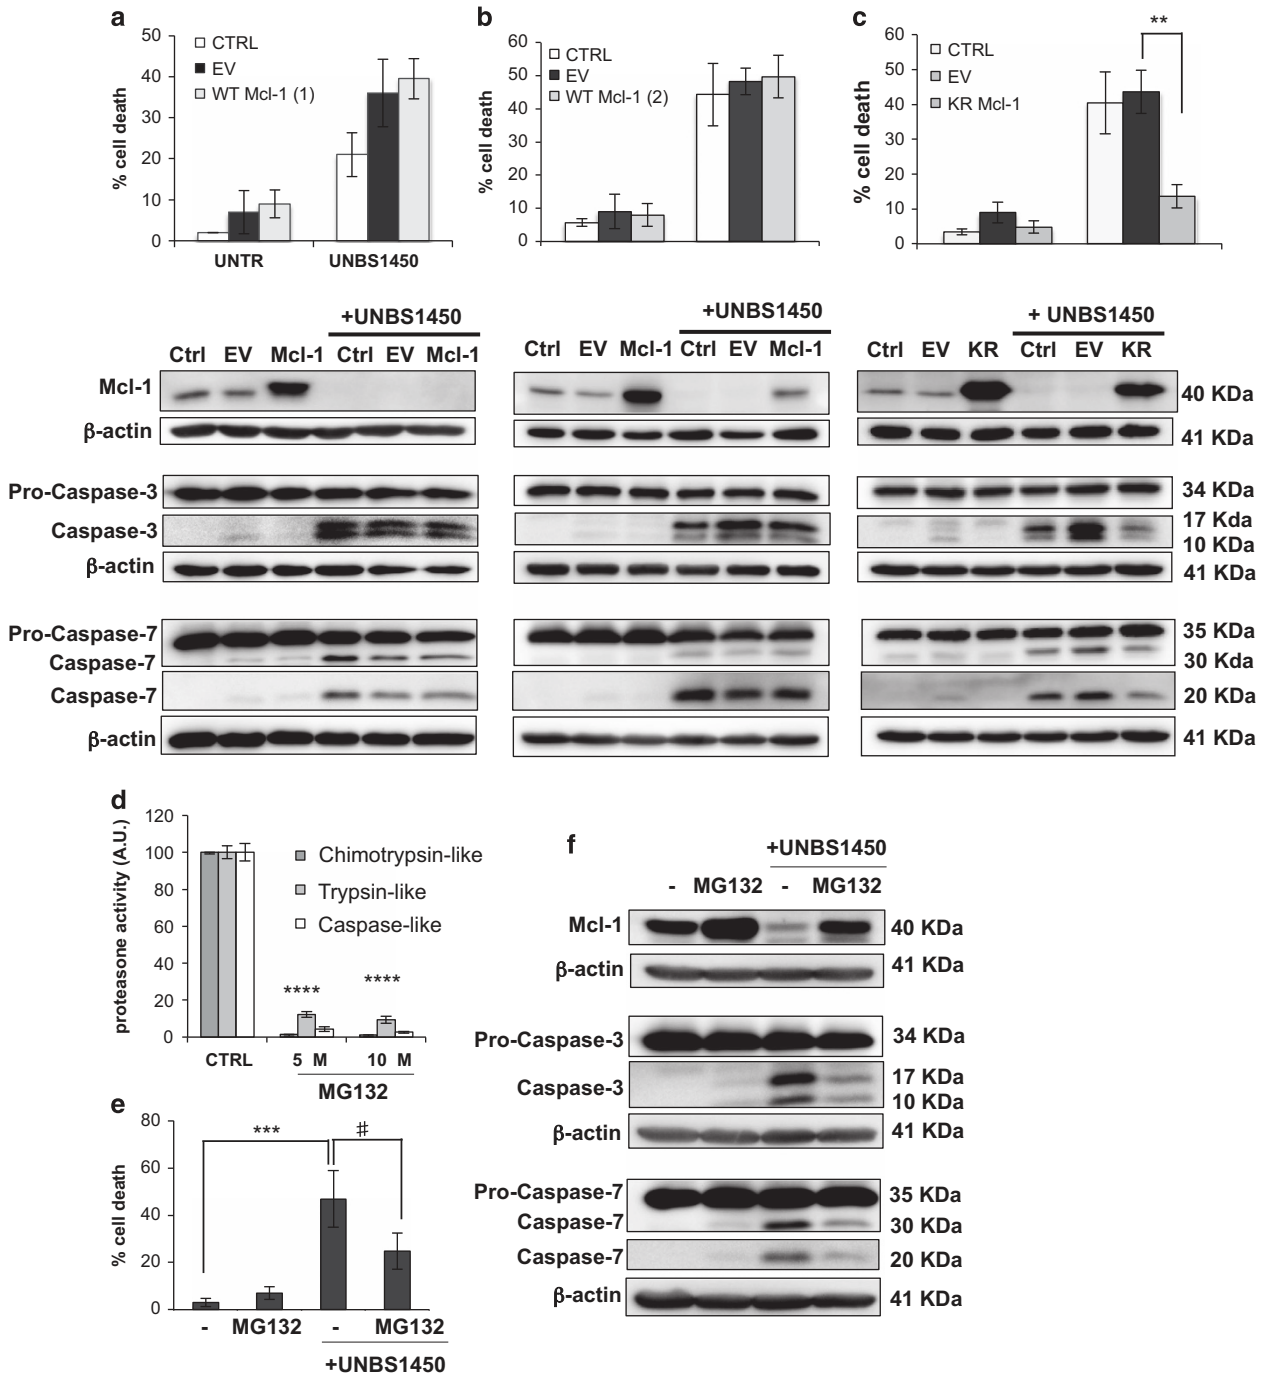 a
% cell death
50
40
30
20
10
0
CTRL
EV
WT Mcl-1 (1)
UNTR UNBS1450
b
% cell death
60
50
40
30
20
10
0
CTRL
EV
WT Mcl-1 (2)
c
% cell death
60
50
40
30
20
10
0
CTRL
EV
KR Mcl-1
**
+UNBS1450
Ctrl EV Mcl-1 Ctrl EV Mcl-1
+UNBS1450
Ctrl EV Mcl-1 Ctrl EV Mcl-1
+ UNBS1450
Ctrl EV KR Ctrl EV KR
Mcl-1 40 KDa
β-actin 41 KDa
Pro-Caspase-3 34 KDa
Caspase-3 17 Kda
10 KDa
β-actin 41 KDa
Pro-Caspase-7 35 KDa
Caspase-7 30 Kda
Caspase-7 20 KDa
β-actin 41 KDa
d
proteasone activity (A.U.)
120
100
80
60
40
20
0
Chimotrypsin-like
Trypsin-like
Caspase-like
**** ****
CTRL 5 M 10 M
MG132
e
% cell death
80
60
40
20
0
*** #
- MG132 - MG132
+UNBS1450
f
+UNBS1450
- MG132 - MG132
Mcl-1 40 KDa
β-actin 41 KDa
Pro-Caspase-3 34 KDa
Caspase-3 17 KDa
10 KDa
β-actin 41 KDa
Pro-Caspase-7 35 KDa
Caspase-7 30 KDa
Caspase-7 20 KDa
β-actin 41 KDa